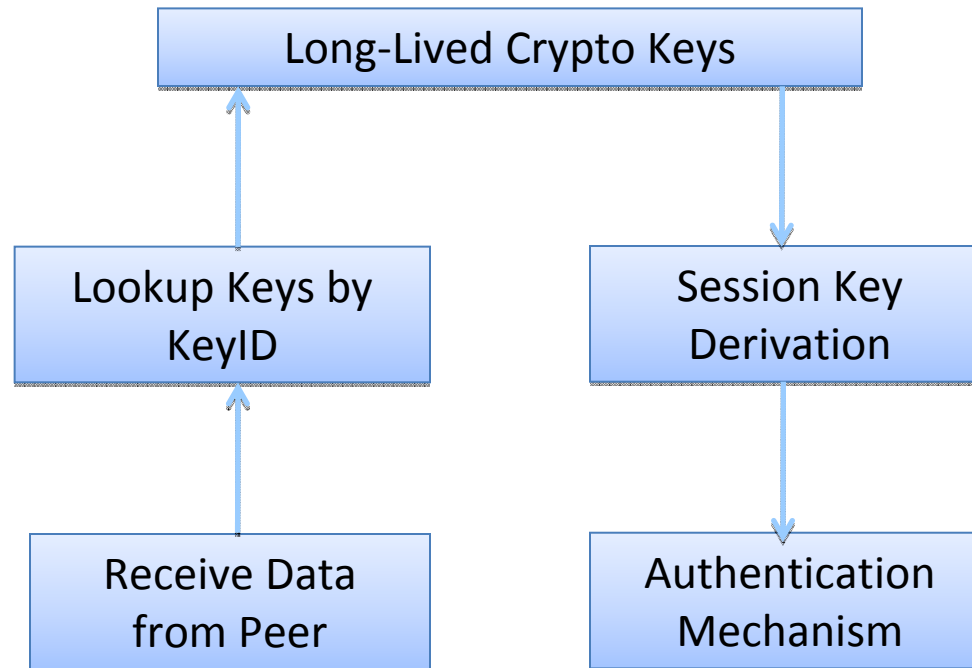 Long-Lived Crypto Keys
Lookup Keys by
KeyID
Session Key
Derivation
Receive Data
from Peer
Authentication
Mechanism